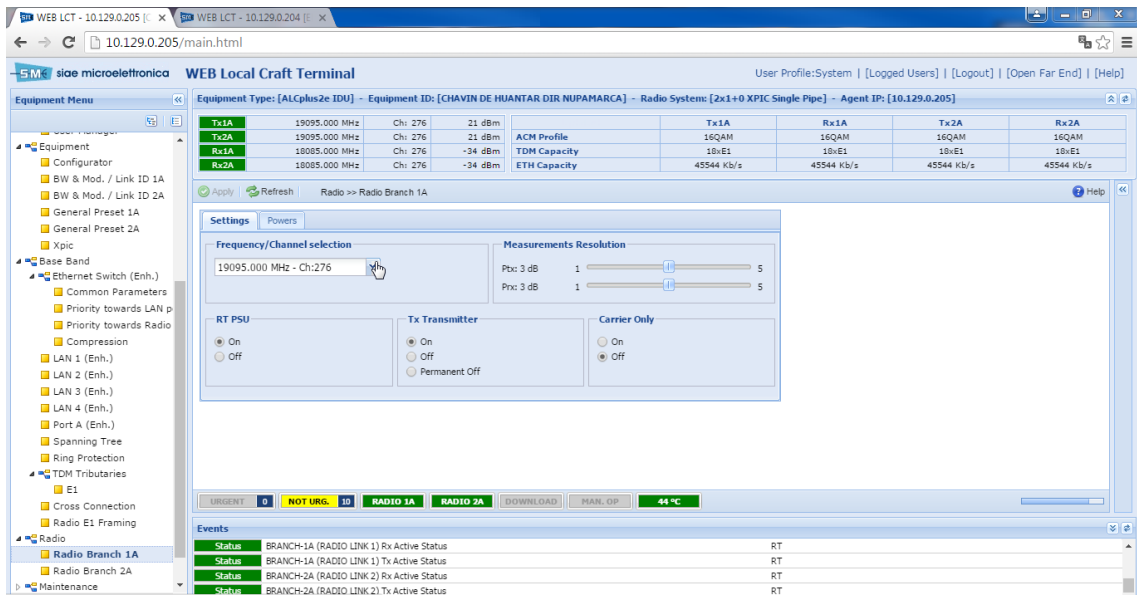 WEB LCT - 10.129.0.205 [C
WEB LCT - 10.129.0.204 [E
10.129.0.205/main.html
SM siae microelettronica WEB Local Craft Terminal
User Profile:System | [Logged Users] | [Logout] | [Open Far End] | [Help]
Equipment Menu
Equipment Type: [ALCplus2e IDU] - Equipment ID: [CHAVIN DE HUANTAR DIR NUPAMARCA] - Radio System: [2x1+0 XPIC Single Pipe] - Agent IP: [10.129.0.205]
Tx1A 19095.000 MHz Ch: 276 21 dBm
Tx2A 19095.000 MHz Ch: 276 21 dBm
Rx1A 18085.000 MHz Ch: 276 -34 dBm
Rx2A 18085.000 MHz Ch: 276 -34 dBm
Tx1A Rx1A Tx2A Rx2A
ACM Profile 16QAM 16QAM 16QAM 16QAM
TDM Capacity 18xE1 18xE1 18xE1 18xE1
ETH Capacity 45544 Kb/s 45544 Kb/s 45544 Kb/s 45544 Kb/s
User Manager
Equipment
Configurator
BW & Mod. / Link ID 1A
BW & Mod. / Link ID 2A
General Preset 1A
General Preset 2A
Xpic
Base Band
Ethernet Switch (Enh.)
Common Parameters
Priority towards LAN p
Priority towards Radio
Compression
LAN 1 (Enh.)
LAN 2 (Enh.)
LAN 3 (Enh.)
LAN 4 (Enh.)
Port A (Enh.)
Spanning Tree
Ring Protection
TDM Tributaries
E1
Cross Connection
Radio E1 Framing
Radio
Radio Branch 1A
Radio Branch 2A
Maintenance
Apply Refresh Radio >> Radio Branch 1A Help
Settings Powers
Frequency/Channel selection
19095.000 MHz - Ch:276
Measurements Resolution
Ptx: 3 dB 1 5
Prx: 3 dB 1 5
RT PSU
On
Off
Tx Transmitter
On
Off
Permanent Off
Carrier Only
On
Off
URGENT 0 NOT URG. 10 RADIO 1A RADIO 2A DOWNLOAD MAN. OP 44 ºC
Events
Status BRANCH-1A (RADIO LINK 1) Rx Active Status RT
Status BRANCH-1A (RADIO LINK 1) Tx Active Status RT
Status BRANCH-2A (RADIO LINK 2) Rx Active Status RT
Status BRANCH-2A (RADIO LINK 2) Tx Active Status RT